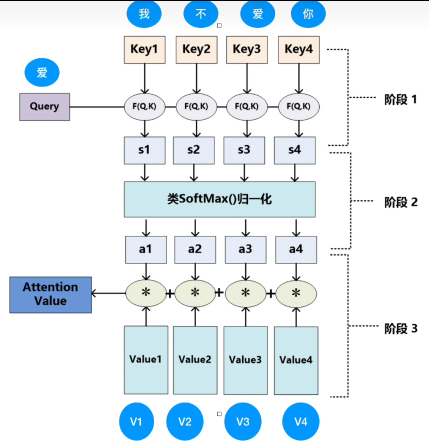 我 不 爱 你
Key1 Key2 Key3 Key4
爱
Query F(Q,K) F(Q,K) F(Q,K) F(Q,K)
阶段 1
s1 s2 s3 s4
类SoftMax()归一化
阶段 2
a1 a2 a3 a4
Attention
Value
* + * + * + *
阶段 3
Value1 Value2 Value3 Value4
V1 V2 V3 V4